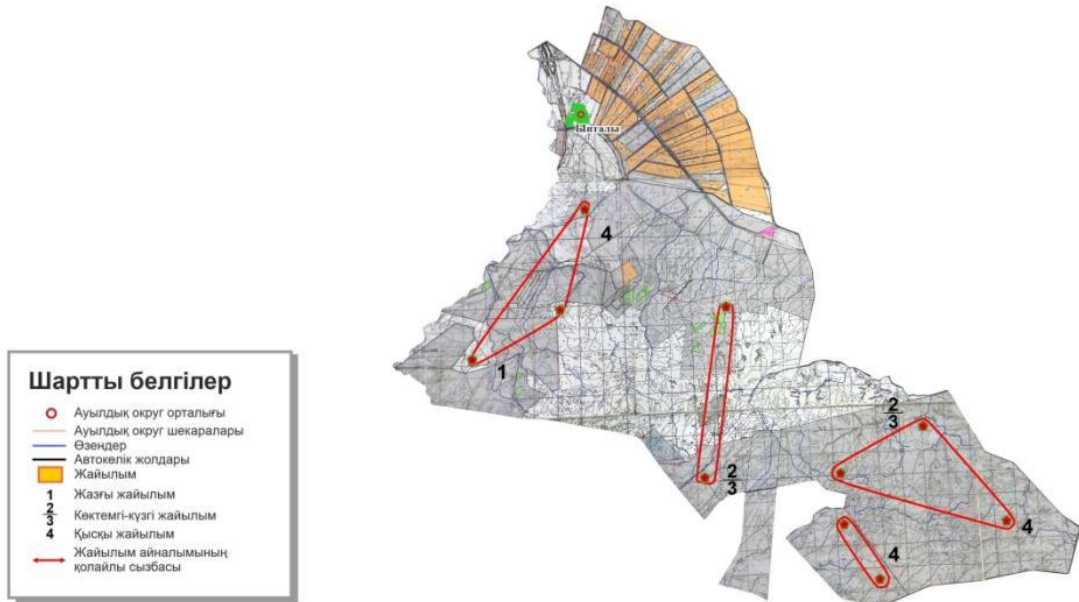 Ынталы
4
1
2
3
2
3
4
4
Шартты белгілер
Ауылдық округ орталығы
Ауылдық округ шекаралары
Өзендер
Автокөлік жолдары
Жайылым
1 Жазғы жайылым
2
3 Көктемгі-күзгі жайылым
4 Қысқы жайылым
Жайылым айналымының
қолайлы сызбасы